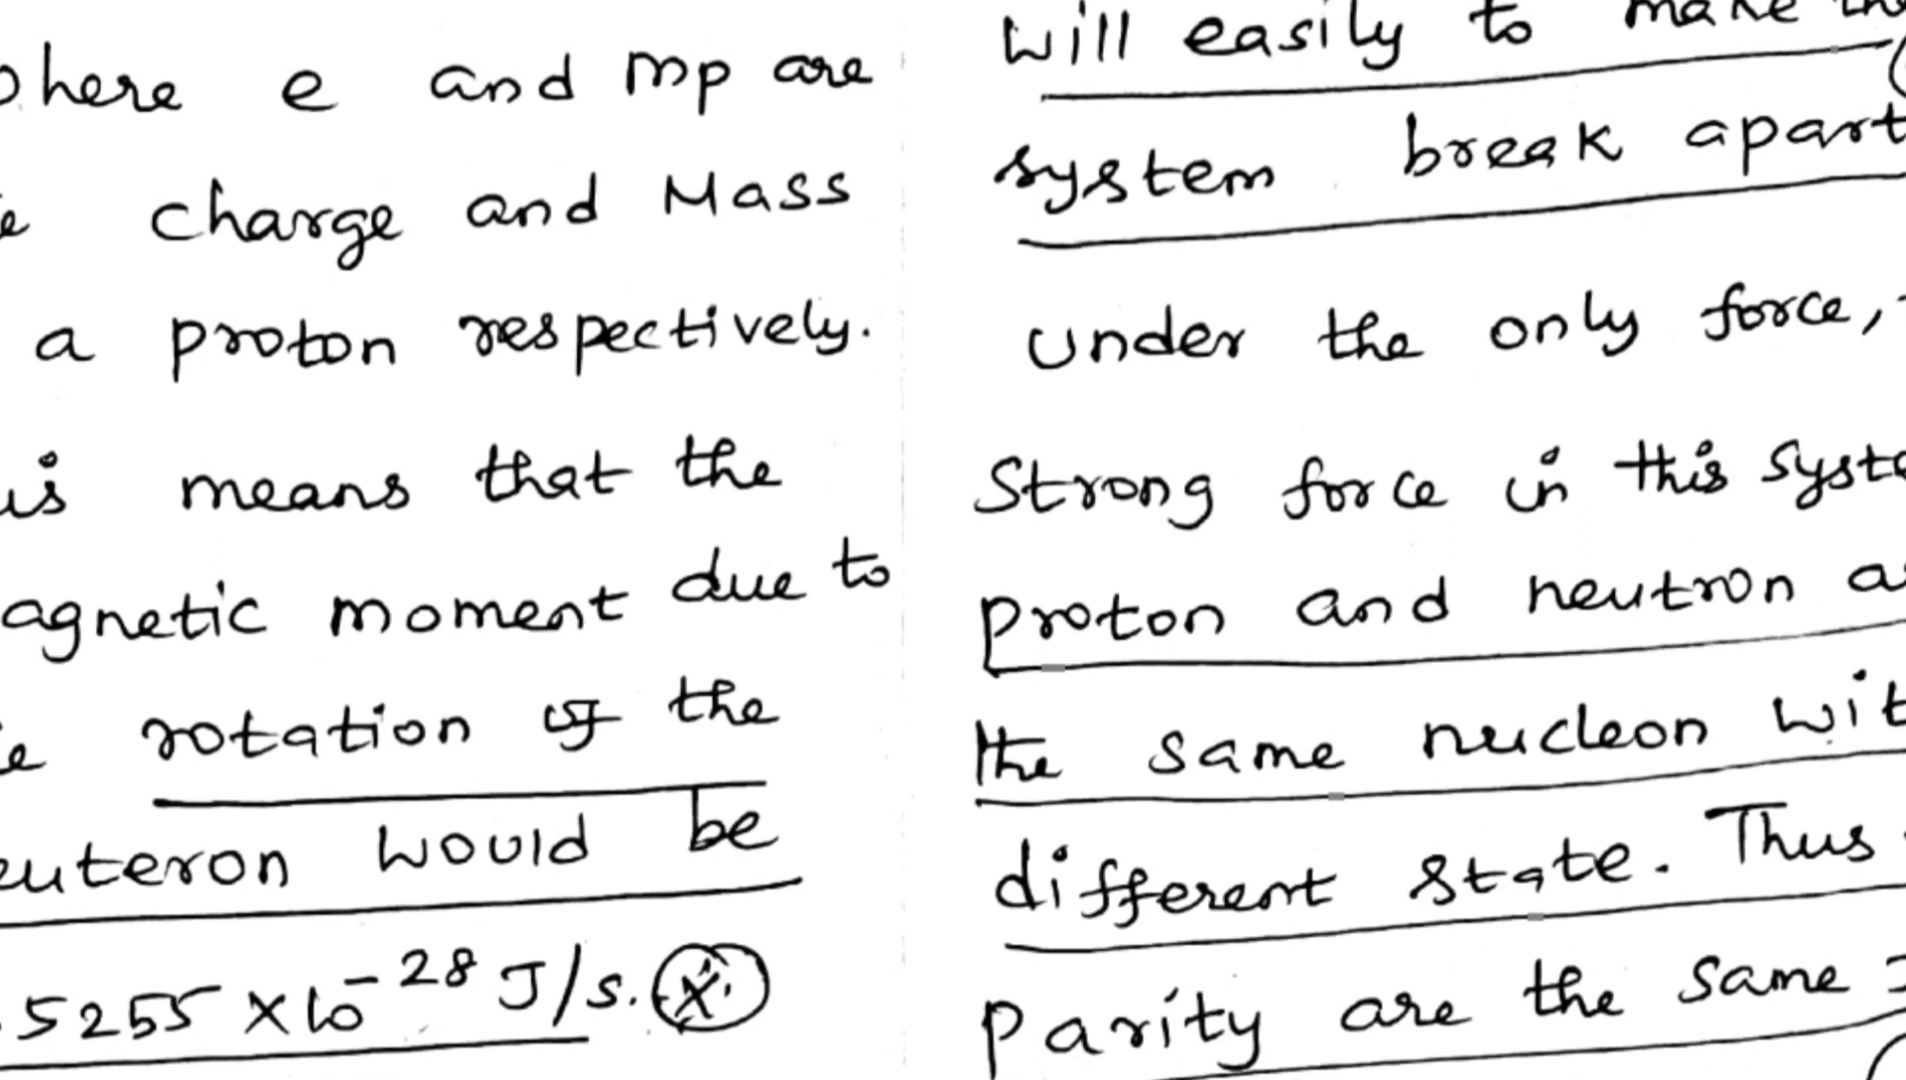 where e and mp are
charge and Mass
a proton respectively.
means that the
agnetic moment due to
rotation of the
euteron would be
.5255 × 10^-28 J/s.
will easily to make
system break apart
under the only force,
Strong force in this syste
proton and neutron
the same nucleon wit
different state. Thus
parity are the same